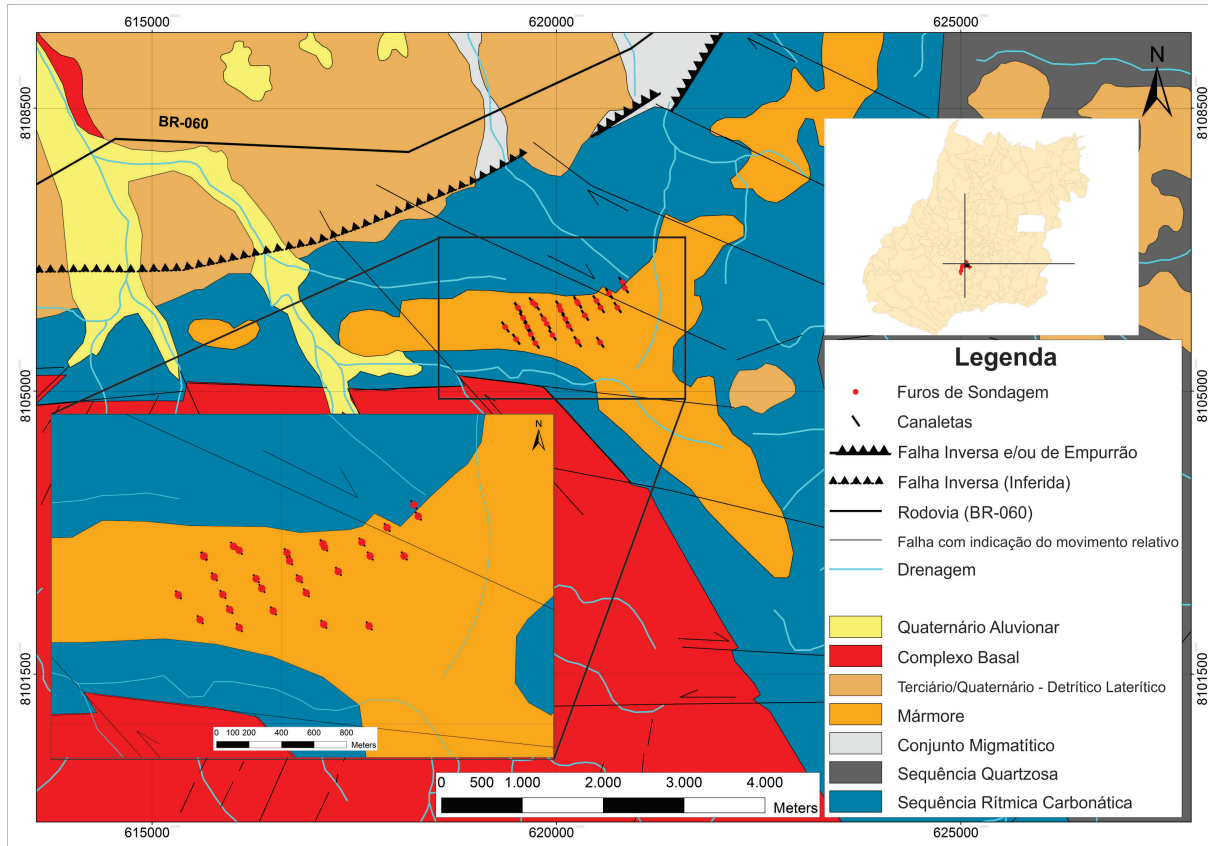 615000
620000
625000
N
8108500
8108500
BR-060
8105000
8105000
Legenda
Furos de Sondagem
Canaletas
Falha Inversa e/ou de Empurrão
Falha Inversa (Inferida)
Rodovia (BR-060)
Falha com indicação do movimento relativo
Drenagem
N
Quaternário Aluvionar
Complexo Basal
8101500
8101500
Terciário/Quaternário - Detrítico Laterítico
Mármore
Conjunto Migmatítico
Sequência Quartzosa
Sequência Rítmica Carbonática
0 100 200 400 600 800
Meters
0 500 1.000 2.000 3.000 4.000
Meters
615000
620000
625000